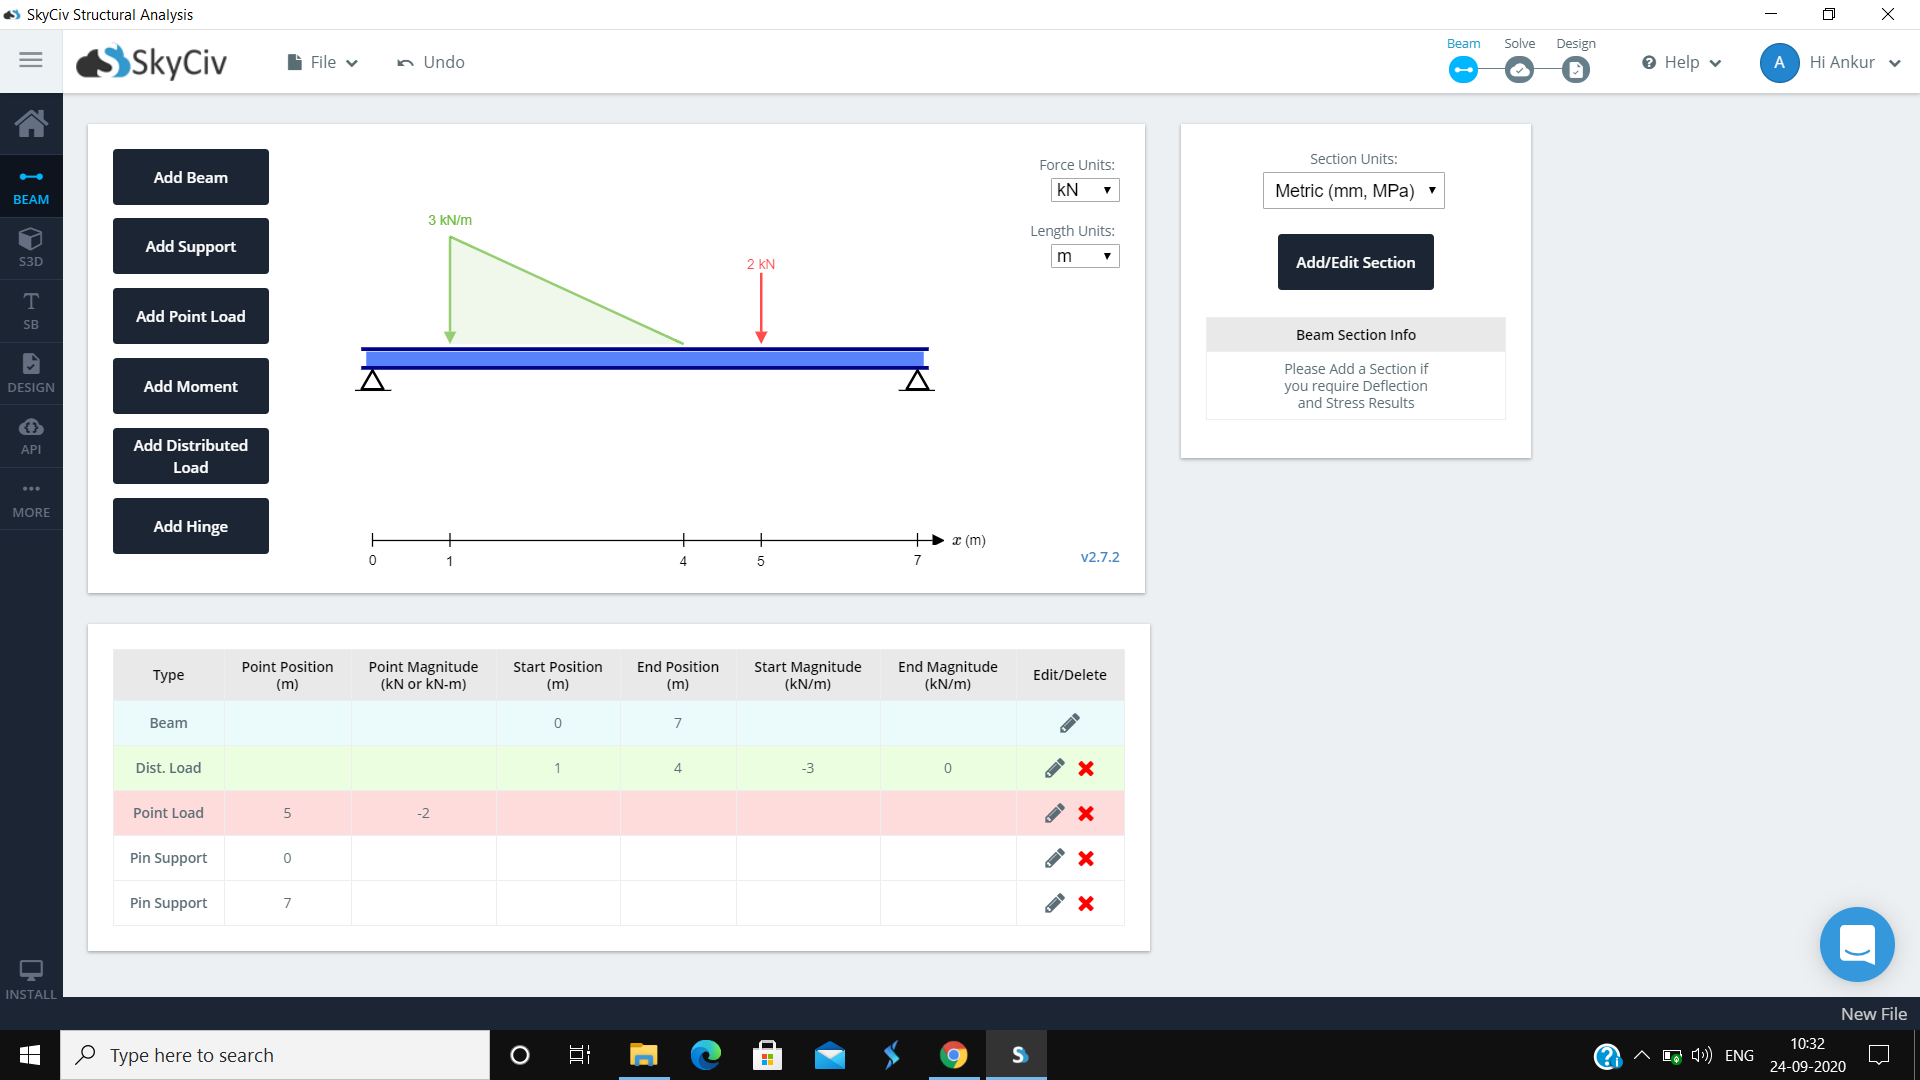 SkyCiv Structural Analysis
SkyCiv
File
Undo
Beam
Solve
Design
Help
A
Hi Ankur
BEAM
S3D
T
SB
DESIGN
API
MORE
INSTALL
Add Beam
Add Support
Add Point Load
Add Moment
Add Distributed
Load
Add Hinge
Force Units:
kN
Length Units:
m
3 kN/m
2 kN
x (m)
0 1 4 5 7
v2.7.2
Section Units:
Metric (mm, MPa)
Add/Edit Section
Beam Section Info
Please Add a Section if
you require Deflection
and Stress Results
Type Point Position (m) Point Magnitude (kN or kN-m) Start Position (m) End Position (m) Start Magnitude (kN/m) End Magnitude (kN/m) Edit/Delete
Beam 0 7
Dist. Load 1 4 -3 0
Point Load 5 -2
Pin Support 0
Pin Support 7
New File
Type here to search
ENG
10:32
24-09-2020